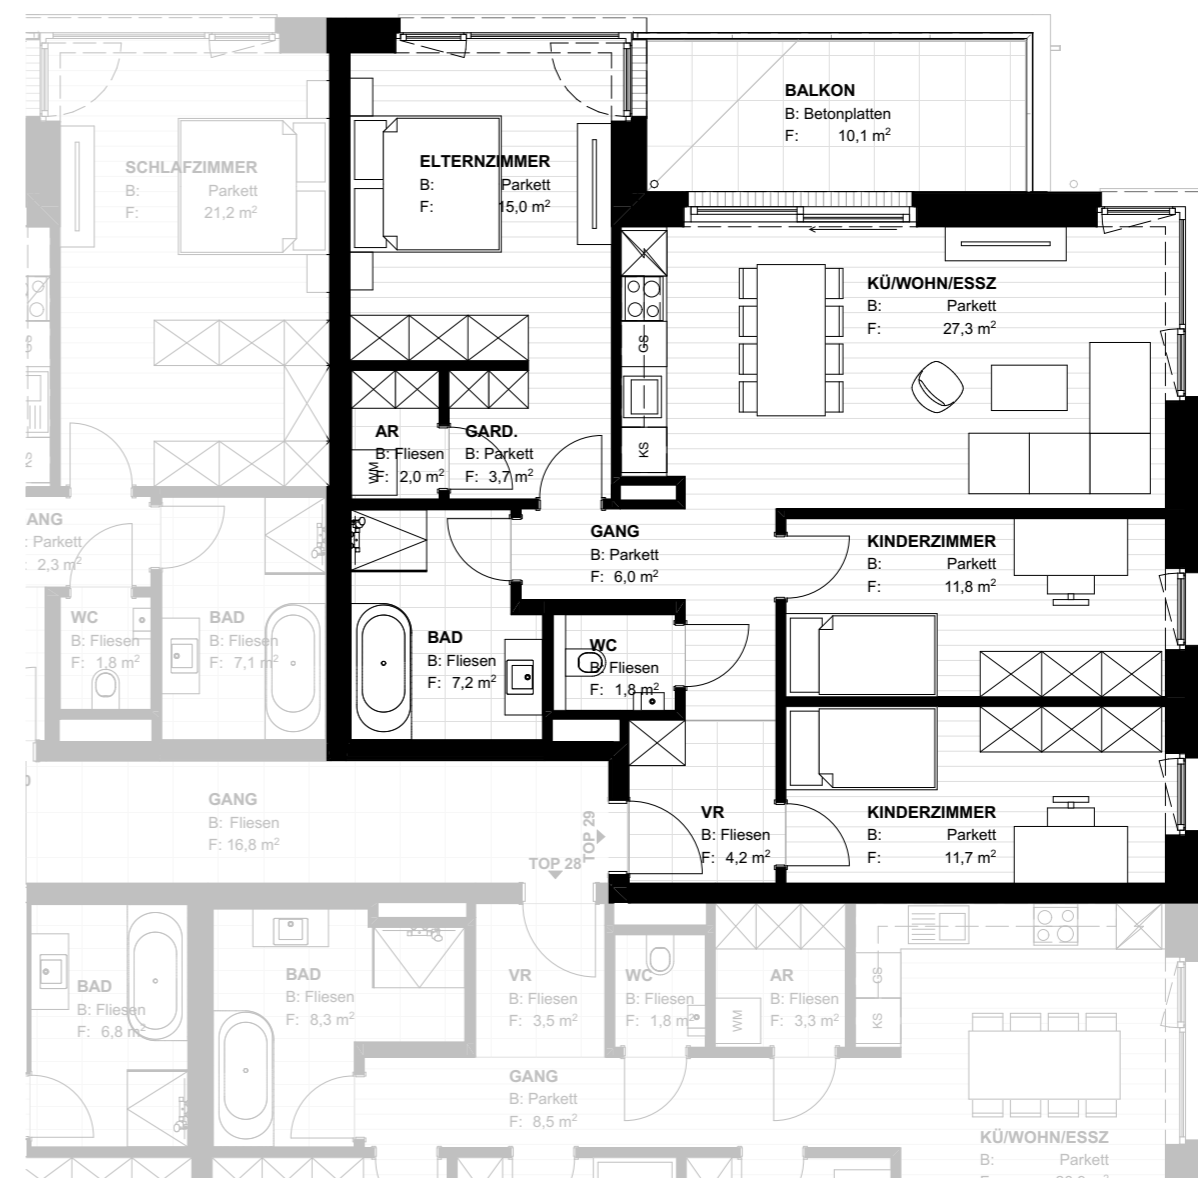 BALKON
B: Betonplatten
F: 10,1 m²
SCHLAFZIMMER
B: Parkett
F: 21,2 m²
ELTERNZIMMER
B: Parkett
F: 15,0 m²
KÜ/WOHN/ESSZ
B: Parkett
F: 27,3 m²
GS
KS
AR
B: Fliesen
F: 2,0 m²
WM
GARD.
B: Parkett
F: 3,7 m²
ANG
: Parkett
: 2,3 m²
GANG
B: Parkett
F: 6,0 m²
KINDERZIMMER
B: Parkett
F: 11,8 m²
WC
B: Fliesen
F: 1,8 m²
BAD
B: Fliesen
F: 7,1 m²
BAD
B: Fliesen
F: 7,2 m²
WC
B: Fliesen
F: 1,8 m²
GANG
B: Fliesen
F: 16,8 m²
TOP 29
TOP 28
VR
B: Fliesen
F: 4,2 m²
KINDERZIMMER
B: Parkett
F: 11,7 m²
BAD
B: Fliesen
F: 6,8 m²
BAD
B: Fliesen
F: 8,3 m²
VR
B: Fliesen
F: 3,5 m²
WC
B: Fliesen
F: 1,8 m²
AR
B: Fliesen
F: 3,3 m²
WM
GS
KS
GANG
B: Parkett
F: 8,5 m²
KÜ/WOHN/ESSZ
B: Parkett